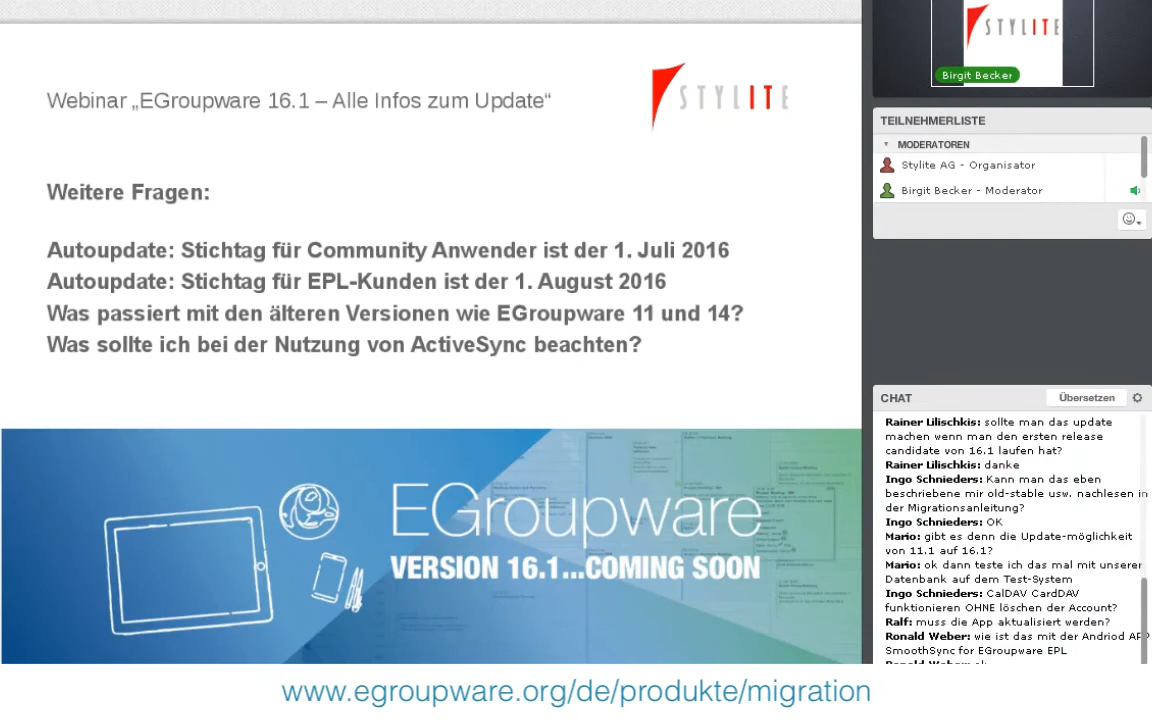 STYLITE
Birgit Becker
Webinar „EGroupware 16.1 – Alle Infos zum Update“
STYLITE
TEILNEHMERLISTE
MODERATOREN
Stylite AG - Organisator
Birgit Becker - Moderator
Weitere Fragen:
Autoupdate: Stichtag für Community Anwender ist der 1. Juli 2016
Autoupdate: Stichtag für EPL-Kunden ist der 1. August 2016
Was passiert mit den älteren Versionen wie EGroupware 11 und 14?
Was sollte ich bei der Nutzung von ActiveSync beachten?
EGroupware
VERSION 16.1...COMING SOON
CHAT
Übersetzen
Rainer Lilischkis: sollte man das update
machen wenn man den ersten release
candidate von 16.1 laufen hat?
Rainer Lilischkis: danke
Ingo Schnieders: Kann man das eben
beschriebene mir old-stable usw. nachlesen in
der Migrationsanleitung?
Ingo Schnieders: OK
Mario: gibt es denn die Update-möglichkeit
von 11.1 auf 16.1?
Mario: ok dann teste ich das mal mit unserer
Datenbank auf dem Test-System
Ingo Schnieders: CalDAV CardDAV
funktionieren OHNE löschen der Account?
Ralf: muss die App aktualisiert werden?
Ronald Weber: wie ist das mit der Andriod APP
SmoothSync for EGroupware EPL
www.egroupware.org/de/produkte/migration